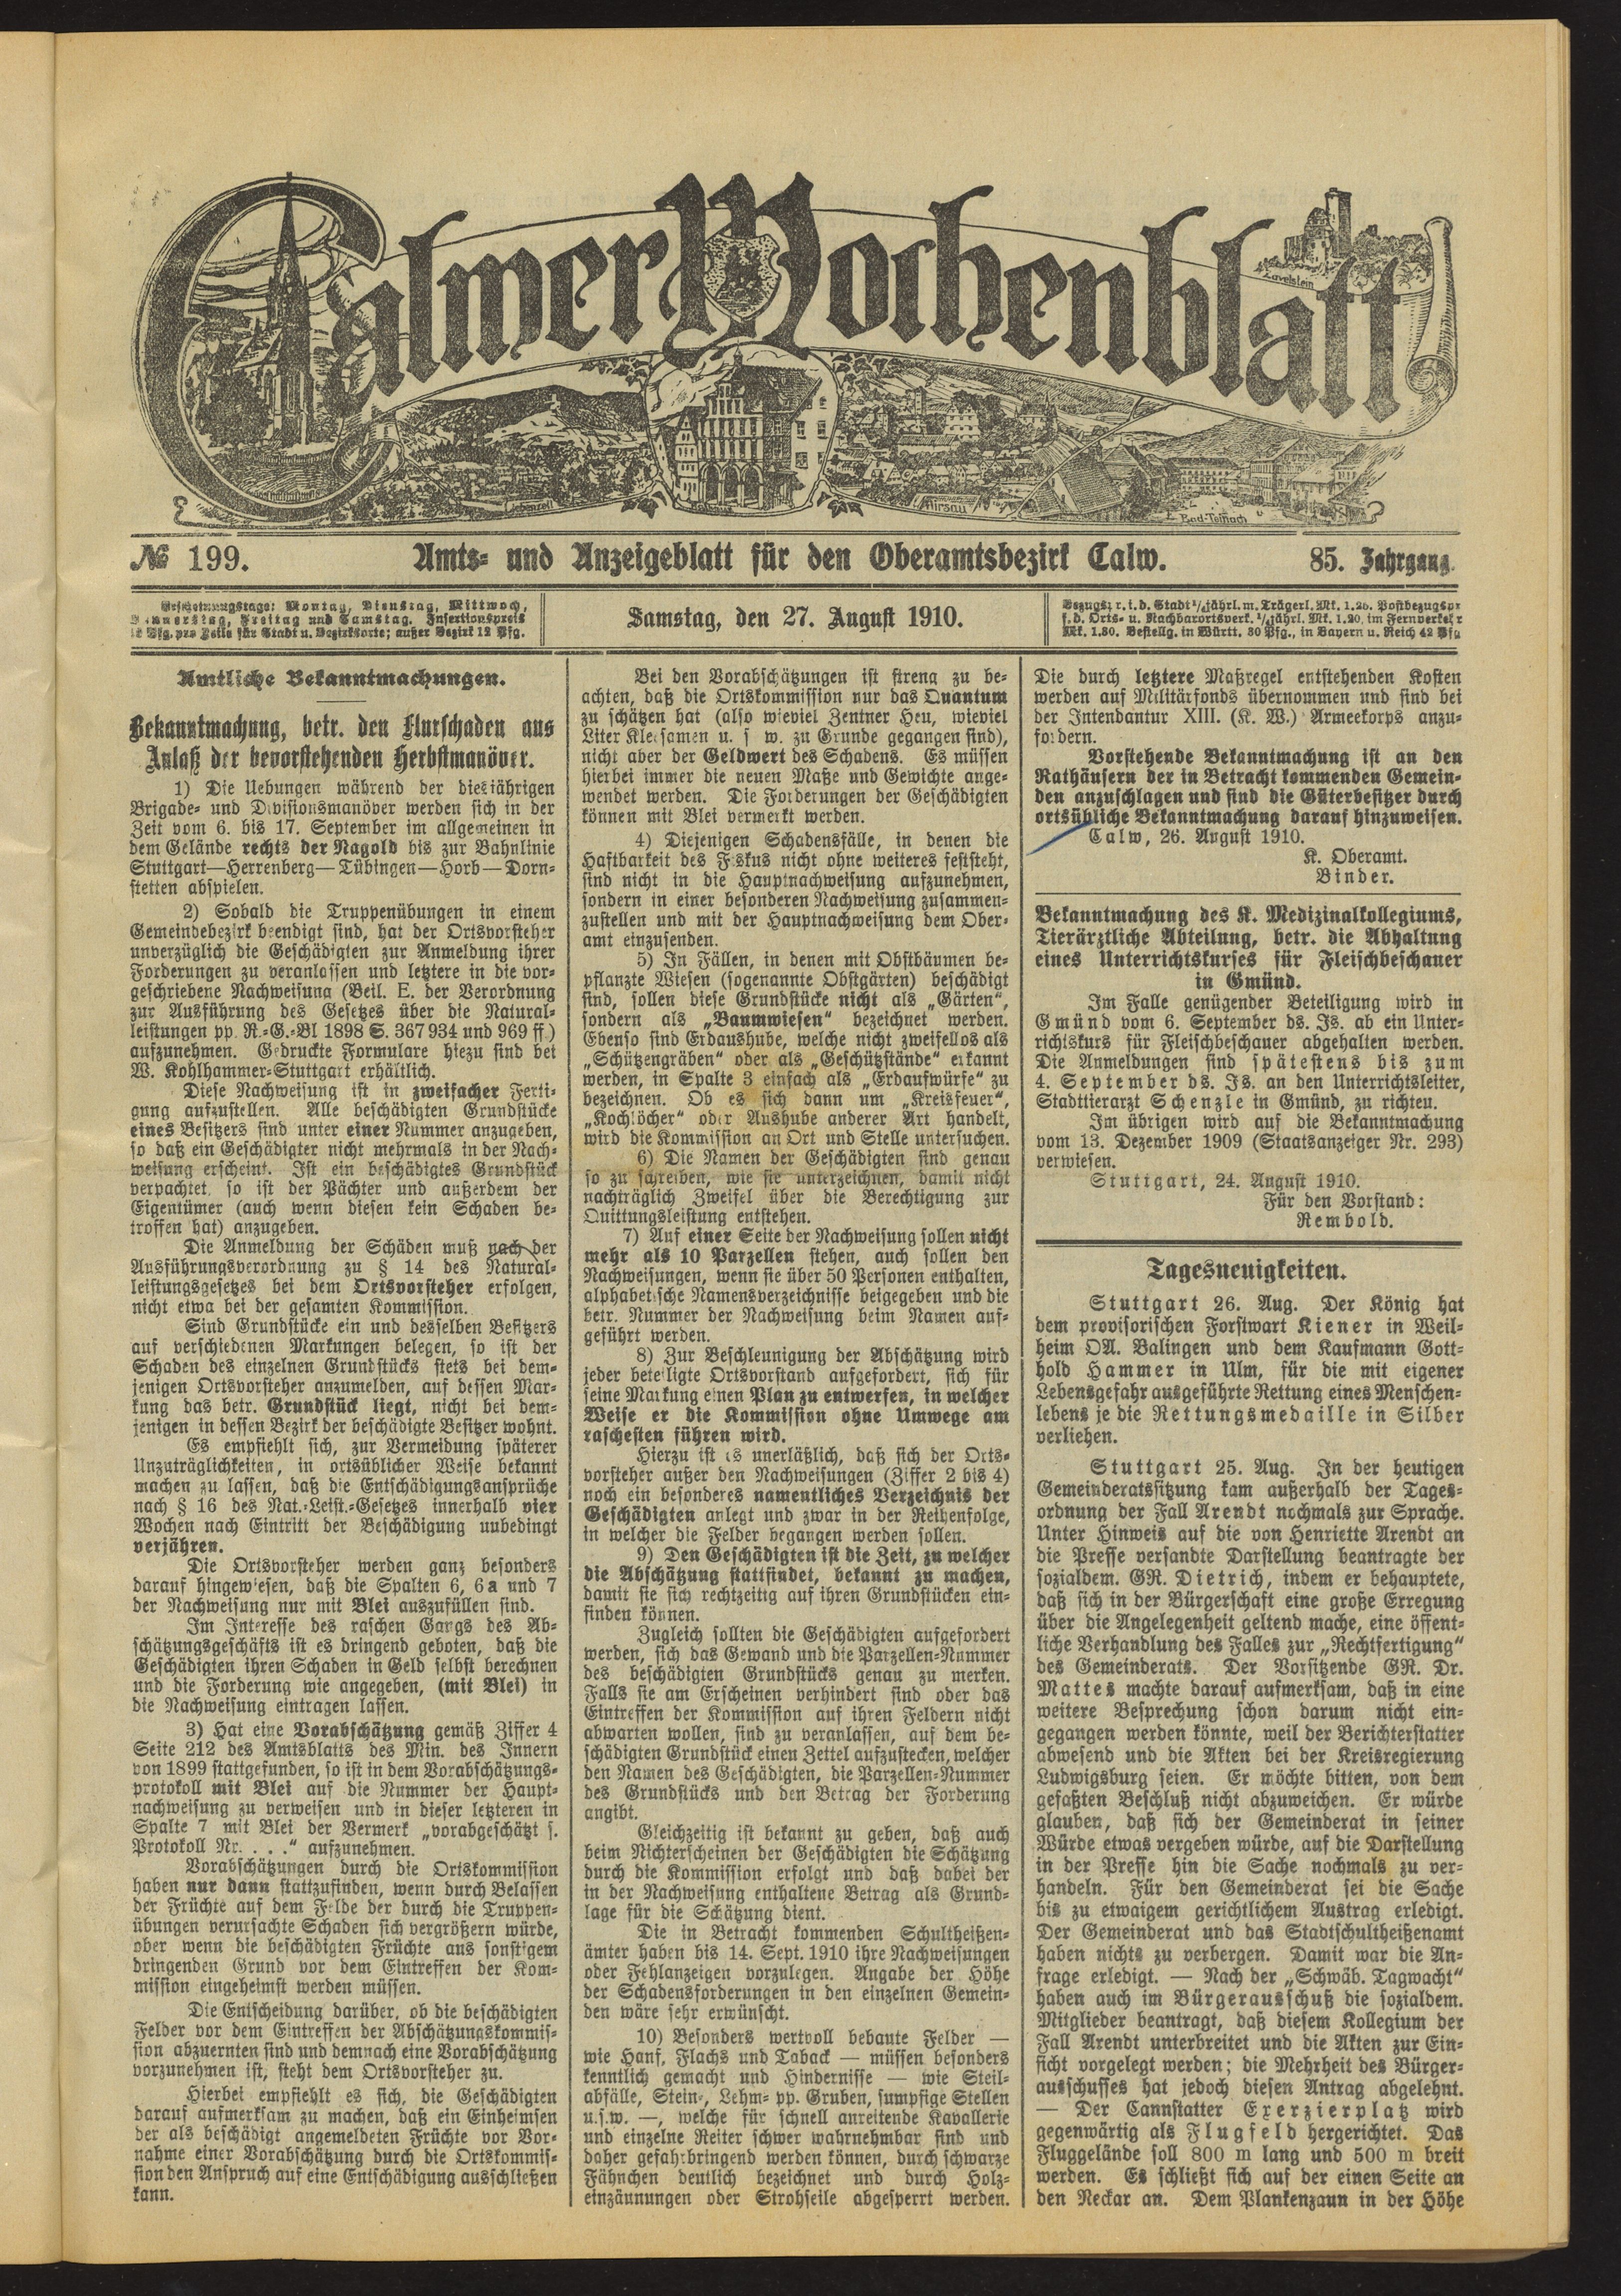 Calmer Wochenblatt
Zavelstein
Liebenzell
Rathaus
Hirsau
Bad-Teinach
№ 199.
Amts- und Anzeigeblatt für den Oberamtsbezirk Calw.
85. Jahrgang.
Erscheinungstage: Montag, Dienstag, Mittwoch,
Donnerstag, Freitag und Samstag. Insertionspreis
Pfg. pro Zeile für Stadt u. Bezirksorte; außer Bezirk 12 Pfg.
Samstag, den 27. August 1910.
Bezugspr. i. d. Stadt ¼jährl. m. Trägerl. Mk. 1.25. Postbezugspr.
f. d. Orts- u. Nachbarortsverk. ¼jährl. Mk. 1.20, im Fernverkehr
Mk. 1.30. Bestellg. in Württ. 30 Pfg., in Bayern u. Reich 42 Pfg.
Amtliche Bekanntmachungen.
Bekanntmachung, betr. den Flurschaden aus
Anlaß der bevorstehenden Herbstmanöver.
1) Die Uebungen während der diesjährigen
Brigade- und Divisionsmanöver werden sich in der
Zeit vom 6. bis 17. September im allgemeinen in
dem Gelände rechts der Nagold bis zur Bahnlinie
Stuttgart—Herrenberg—Tübingen—Horb—Dorn-
stetten abspielen.
2) Sobald die Truppenübungen in einem
Gemeindebezirk beendigt sind, hat der Ortsvorsteher
unverzüglich die Geschädigten zur Anmeldung ihrer
Forderungen zu veranlassen und letztere in die vor-
geschriebene Nachweisung (Beil. E. der Verordnung
zur Ausführung des Gesetzes über die Natural-
leistungen pp. R.-G.-Bl 1898 S. 367 934 und 969 ff)
aufzunehmen. Gedruckte Formulare hiezu sind bei
W. Kohlhammer-Stuttgart erhältlich.
Diese Nachweisung ist in zweifacher Ferti-
gung aufzustellen. Alle beschädigten Grundstücke
eines Besitzers sind unter einer Nummer anzugeben,
so daß ein Geschädigter nicht mehrmals in der Nach-
weisung erscheint. Ist ein beschädigtes Grundstück
verpachtet, so ist der Pächter und außerdem der
Eigentümer (auch wenn diesen kein Schaden be-
troffen hat) anzugeben.
Die Anmeldung der Schäden muß nach der
Ausführungsverordnung zu § 14 des Natural-
leistungsgesetzes bei dem Ortsvorsteher erfolgen,
nicht etwa bei der gesamten Kommission.
Sind Grundstücke ein und desselben Besitzers
auf verschiedenen Markungen belegen, so ist der
Schaden des einzelnen Grundstücks stets bei dem-
jenigen Ortsvorsteher anzumelden, auf dessen Mar-
kung das betr. Grundstück liegt, nicht bei dem-
jenigen in dessen Bezirk der beschädigte Besitzer wohnt.
Es empfiehlt sich, zur Vermeidung späterer
Unzuträglichkeiten, in ortsüblicher Weise bekannt
machen zu lassen, daß die Entschädigungsansprüche
nach § 16 des Nat.-Leist.-Gesetzes innerhalb vier
Wochen nach Eintritt der Beschädigung unbedingt
verjähren.
Die Ortsvorsteher werden ganz besonders
darauf hingewiesen, daß die Spalten 6, 6a und 7
der Nachweisung nur mit Blei auszufüllen sind.
Im Interesse des raschen Gangs des Ab-
schätzungsgeschäfts ist es dringend geboten, daß die
Geschädigten ihren Schaden in Geld selbst berechnen
und die Forderung wie angegeben, (mit Blei) in
die Nachweisung eintragen lassen.
3) Hat eine Vorabschätzung gemäß Ziffer 4
Seite 212 des Amtsblatts des Min. des Innern
von 1899 stattgefunden, so ist in dem Vorabschätzungs-
protokoll mit Blei auf die Nummer der Haupt-
nachweisung zu verweisen und in dieser letzteren in
Spalte 7 mit Blei der Vermerk „vorabgeschätzt s.
Protokoll Nr. . . .“ aufzunehmen.
Vorabschätzungen durch die Ortskommission
haben nur dann stattzufinden, wenn durch Belassen
der Früchte auf dem Felde der durch die Truppen-
übungen verursachte Schaden sich vergrößern würde,
ober wenn die beschädigten Früchte aus sonstigem
dringenden Grund vor dem Eintreffen der Kom-
mission eingeheimst werden müssen.
Die Entscheidung darüber, ob die beschädigten
Felder vor dem Eintreffen der Abschätzungskommis-
sion abzuernten sind und demnach eine Vorabschätzung
vorzunehmen ist, steht dem Ortsvorsteher zu.
Hierbei empfiehlt es sich, die Geschädigten
darauf aufmerksam zu machen, daß ein Einheimsen
der als beschädigt angemeldeten Früchte vor Vor-
nahme einer Vorabschätzung durch die Ortskommis-
sion den Anspruch auf eine Entschädigung ausschließen
kann.
Bei den Vorabschätzungen ist streng zu be-
achten, daß die Ortskommission nur das Quantum
zu schätzen hat (also wieviel Zentner Heu, wieviel
Liter Kleesamen u. s w. zu Grunde gegangen sind),
nicht aber der Geldwert des Schadens. Es müssen
hierbei immer die neuen Maße und Gewichte ange-
wendet werden. Die Forderungen der Geschädigten
können mit Blei vermerkt werden.
4) Diejenigen Schadensfälle, in denen die
Haftbarkeit des Fiskus nicht ohne weiteres feststeht,
sind nicht in die Hauptnachweisung aufzunehmen,
sondern in einer besonderen Nachweisung zusammen-
zustellen und mit der Hauptnachweisung dem Ober-
amt einzusenden.
5) In Fällen, in denen mit Obstbäumen be-
pflanzte Wiesen (sogenannte Obstgärten) beschädigt
sind, sollen diese Grundstücke nicht als „Gärten“,
sondern als „Baumwiesen“ bezeichnet werden.
Ebenso sind Erdaushube, welche nicht zweifellos als
„Schützengräben“ oder als „Geschützstände“ erkannt
werden, in Spalte 3 einfach als „Erdaufwürfe“ zu
bezeichnen. Ob es sich dann um „Kreisfeuer“,
„Kochlöcher“ oder Aushube anderer Art handelt,
wird die Kommission an Ort und Stelle untersuchen.
6) Die Namen der Geschädigten sind genau
so zu schreiben, wie sie unterzeichnen, damit nicht
nachträglich Zweifel über die Berechtigung zur
Quittungsleistung entstehen.
7) Auf einer Seite der Nachweisung sollen nicht
mehr als 10 Parzellen stehen, auch sollen den
Nachweisungen, wenn sie über 50 Personen enthalten,
alphabetische Namensverzeichnisse beigegeben und die
betr. Nummer der Nachweisung beim Namen auf-
geführt werden.
8) Zur Beschleunigung der Abschätzung wird
jeder beteiligte Ortsvorstand aufgefordert, sich für
seine Markung einen Plan zu entwerfen, in welcher
Weise er die Kommission ohne Umwege am
raschesten führen wird.
Hierzu ist es unerläßlich, daß sich der Orts-
vorsteher außer den Nachweisungen (Ziffer 2 bis 4)
noch ein besonderes namentliches Verzeichnis der
Geschädigten anlegt und zwar in der Reihenfolge,
in welcher die Felder begangen werden sollen.
9) Den Geschädigten ist die Zeit, zu welcher
die Abschätzung stattfindet, bekannt zu machen,
damit sie sich rechtzeitig auf ihren Grundstücken ein-
finden können.
Zugleich sollten die Geschädigten aufgefordert
werden, sich das Gewand und die Parzellen-Nummer
des beschädigten Grundstücks genau zu merken.
Falls sie am Erscheinen verhindert sind oder das
Eintreffen der Kommission auf ihren Feldern nicht
abwarten wollen, sind zu veranlassen, auf dem be-
schädigten Grundstück einen Zettel aufzustecken, welcher
den Namen des Geschädigten, die Parzellen-Nummer
des Grundstücks und den Betrag der Forderung
angibt.
Gleichzeitig ist bekannt zu geben, daß auch
beim Nichterscheinen der Geschädigten die Schätzung
durch die Kommission erfolgt und daß dabei der
in der Nachweisung enthaltene Betrag als Grund-
lage für die Schätzung dient.
Die in Betracht kommenden Schultheißen-
ämter haben bis 14. Sept. 1910 ihre Nachweisungen
oder Fehlanzeigen vorzulegen. Angabe der Höhe
der Schadensforderungen in den einzelnen Gemein-
den wäre sehr erwünscht.
10) Besonders wertvoll bebaute Felder —
wie Hanf, Flachs und Taback — müssen besonders
kenntlich gemacht und Hindernisse — wie Steil-
abfälle, Stein-, Lehm- pp. Gruben, sumpfige Stellen
u.s.w. —, welche für schnell anreitende Kavallerie
und einzelne Reiter schwer wahrnehmbar sind und
daher gefahrbringend werden können, durch schwarze
Fähnchen deutlich bezeichnet und durch Holz-
einzäunungen oder Strohseile abgesperrt werden.
Die durch letztere Maßregel entstehenden Kosten
werden auf Militärfonds übernommen und sind bei
der Intendantur XIII. (K. W.) Armeekorps anzu-
fordern.
Vorstehende Bekanntmachung ist an den
Rathäusern der in Betracht kommenden Gemein-
den anzuschlagen und sind die Güterbesitzer durch
ortsübliche Bekanntmachung darauf hinzuweisen.
Calw, 26. August 1910.
K. Oberamt.
Binder.
Bekanntmachung des K. Medizinalkollegiums,
Tierärztliche Abteilung, betr. die Abhaltung
eines Unterrichtskurses für Fleischbeschauer
in Gmünd.
Im Falle genügender Beteiligung wird in
Gmünd vom 6. September ds. Js. ab ein Unter-
richtskurs für Fleischbeschauer abgehalten werden.
Die Anmeldungen sind spätestens bis zum
4. September ds. Js. an den Unterrichtsleiter,
Stadttierarzt Schenzle in Gmünd, zu richten.
Im übrigen wird auf die Bekanntmachung
vom 13. Dezember 1909 (Staatsanzeiger Nr. 293)
verwiesen.
Stuttgart, 24. August 1910.
Für den Vorstand:
Rembold.
Tagesneuigkeiten.
Stuttgart 26. Aug. Der König hat
dem provisorischen Forstwart Kiener in Weil-
heim OA. Balingen und dem Kaufmann Gott-
hold Hammer in Ulm, für die mit eigener
Lebensgefahr ausgeführte Rettung eines Menschen-
lebens je die Rettungsmedaille in Silber
verliehen.
Stuttgart 25. Aug. In der heutigen
Gemeinderatssitzung kam außerhalb der Tages-
ordnung der Fall Arendt nochmals zur Sprache.
Unter Hinweis auf die von Henriette Arendt an
die Presse versandte Darstellung beantragte der
sozialdem. GR. Dietrich, indem er behauptete,
daß sich in der Bürgerschaft eine große Erregung
über die Angelegenheit geltend mache, eine öffent-
liche Verhandlung des Falles zur „Rechtfertigung“
des Gemeinderats. Der Vorsitzende GR. Dr.
Mattes machte darauf aufmerksam, daß in eine
weitere Besprechung schon darum nicht ein-
gegangen werden könnte, weil der Berichterstatter
abwesend und die Akten bei der Kreisregierung
Ludwigsburg seien. Er möchte bitten, von dem
gefaßten Beschluß nicht abzuweichen. Er würde
glauben, daß sich der Gemeinderat in seiner
Würde etwas vergeben würde, auf die Darstellung
in der Presse hin die Sache nochmals zu ver-
handeln. Für den Gemeinderat sei die Sache
bis zu etwaigem gerichtlichem Austrag erledigt.
Der Gemeinderat und das Stadtschultheißenamt
haben nichts zu verbergen. Damit war die An-
frage erledigt. — Nach der „Schwäb. Tagwacht“
haben auch im Bürgerausschuß die sozialdem.
Mitglieder beantragt, daß diesem Kollegium der
Fall Arendt unterbreitet und die Akten zur Ein-
sicht vorgelegt werden; die Mehrheit des Bürger-
ausschusses hat jedoch diesen Antrag abgelehnt.
— Der Cannstatter Exerzierplatz wird
gegenwärtig als Flugfeld hergerichtet. Das
Fluggelände soll 800 m lang und 500 m breit
werden. Es schließt sich auf der einen Seite an
den Neckar an. Dem Plankenzaun in der Höhe